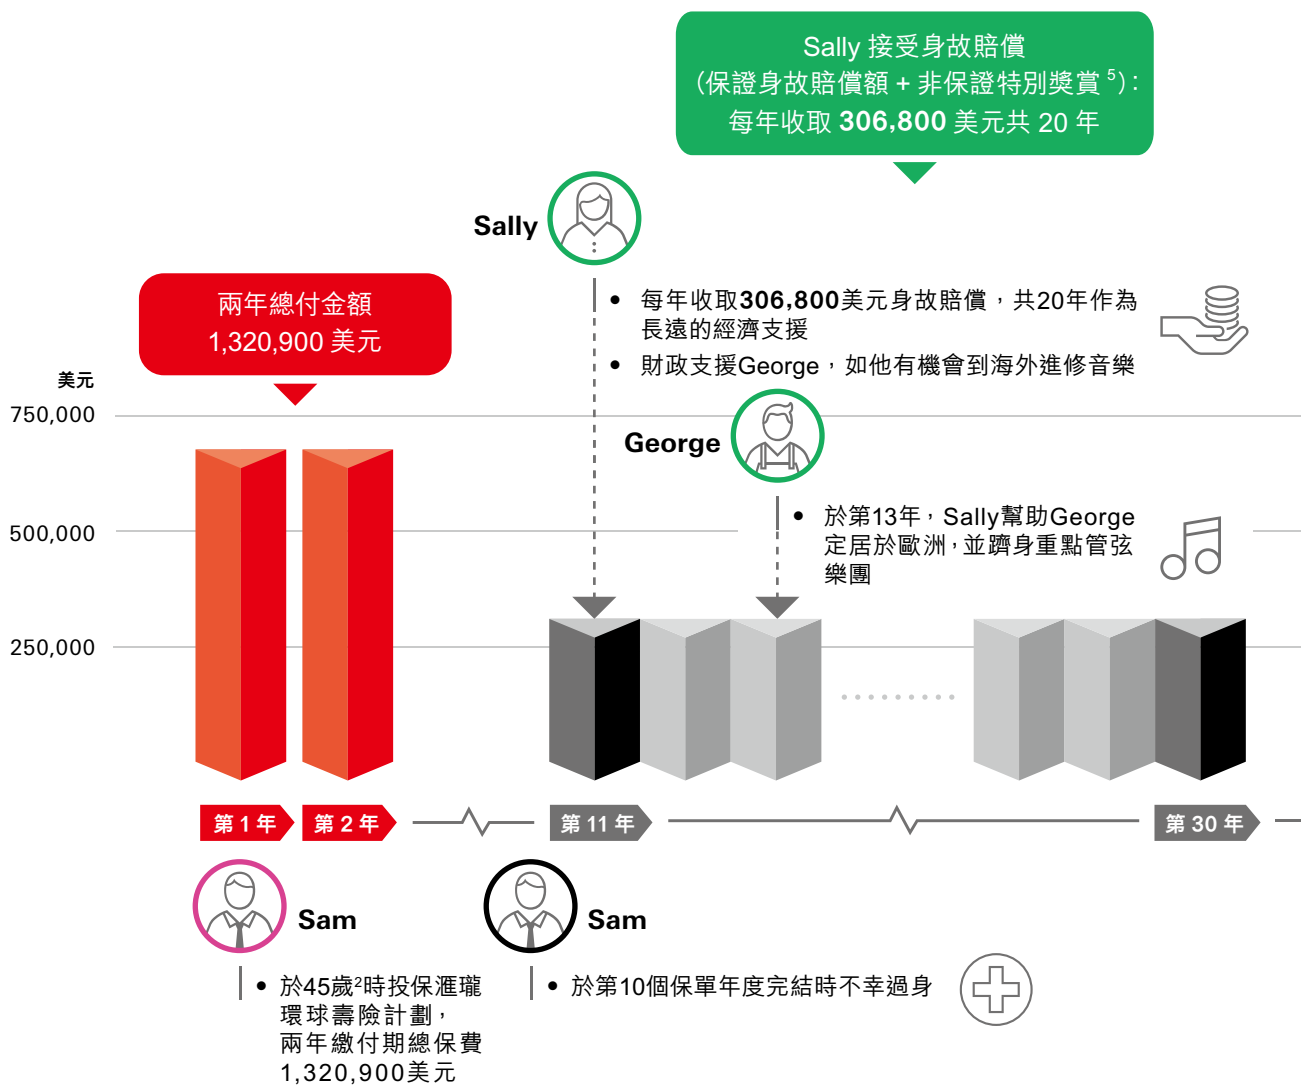 Sally 接受身故賠償
(保證身故賠償額 + 非保證特別獎賞 5)：
每年收取 306,800 美元共 20 年
Sally
兩年總付金額
1,320,900 美元
• 每年收取306,800美元身故賠償，共20年作為
長遠的經濟支援
• 財政支援George，如他有機會到海外進修音樂
美元
750,000
500,000
250,000
George
• 於第13年，Sally幫助George
定居於歐洲，並躋身重點管弦
樂團
第 1 年
第 2 年
第 11 年
第 30 年
Sam
• 於45歲2時投保滙瓏
環球壽險計劃，
兩年繳付期總保費
1,320,900美元
Sam
• 於第10個保單年度完結時不幸過身